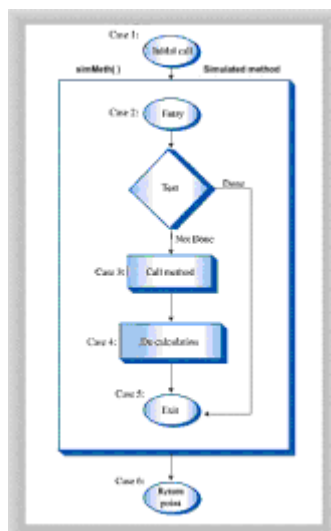 Case 1:
Initial call
simMeth( )
Simulated method
Case 2:
Entry
Test
Done
Not Done
Case 3:
Call method
Case 4:
Do calculation
Case 5:
Exit
Case 6:
Return
point